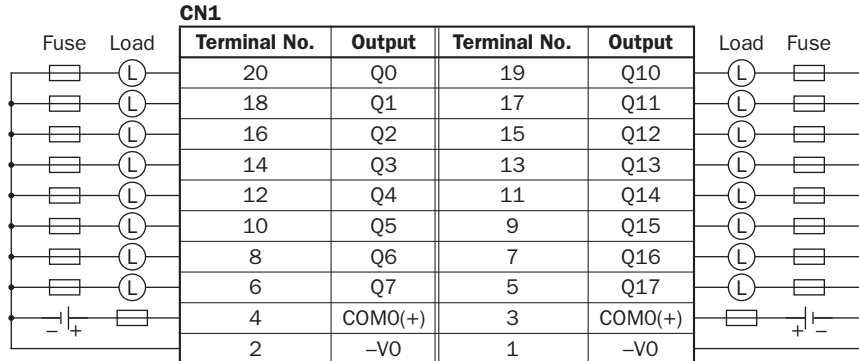 CN1
Fuse Load Terminal No. Output Terminal No. Output Load Fuse
L 20 Q0 19 Q10 L
L 18 Q1 17 Q11 L
L 16 Q2 15 Q12 L
L 14 Q3 13 Q13 L
L 12 Q4 11 Q14 L
L 10 Q5 9 Q15 L
L 8 Q6 7 Q16 L
L 6 Q7 5 Q17 L
− + 4 COM0(+) 3 COM0(+) + −
2 –V0 1 –V0